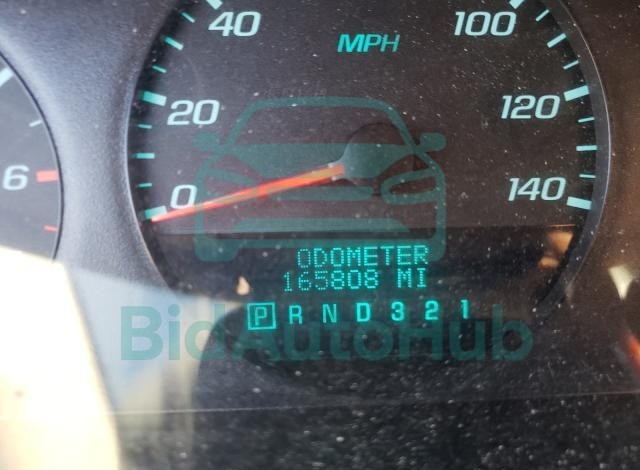 40 MPH 100
20 120
6 0 140
ODOMETER
165808 MI
P R N D 3 2 1
BidAutoHub